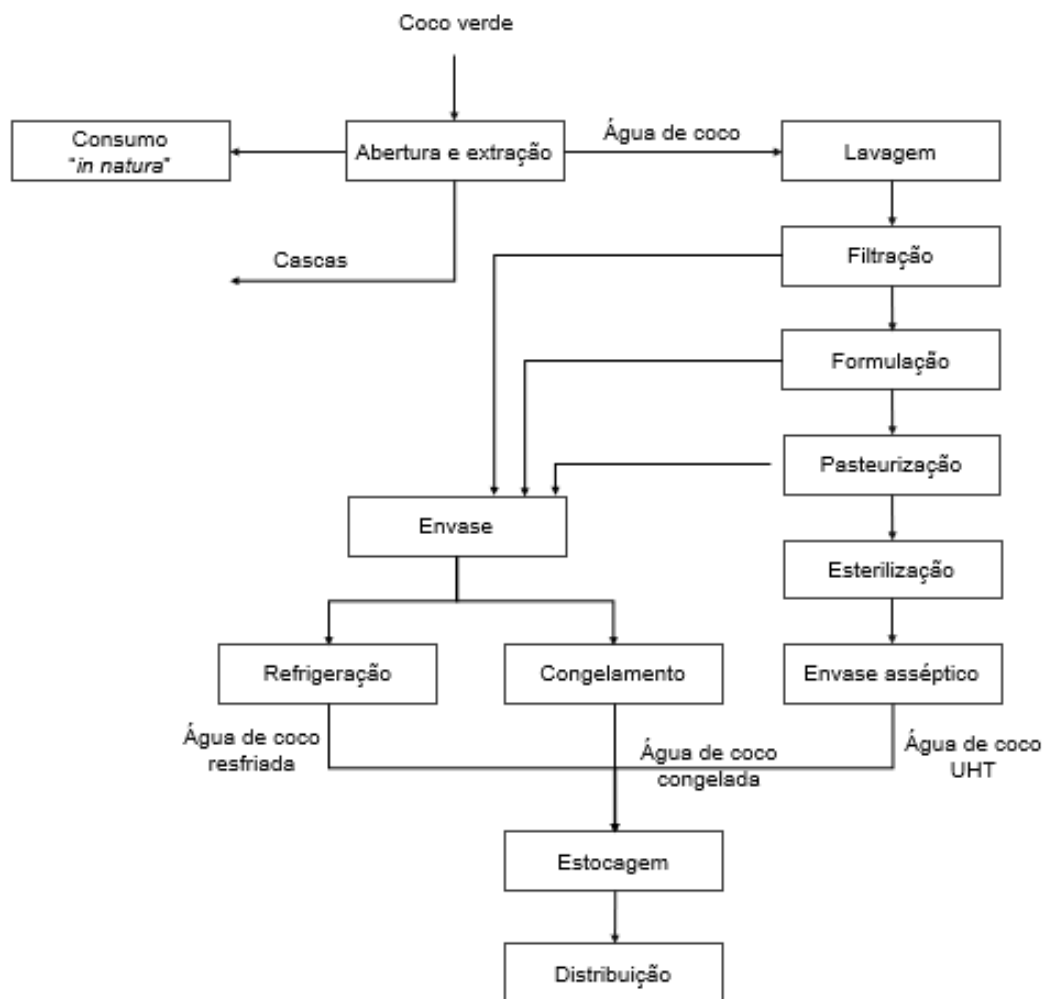 Coco verde
Consumo
"in natura"
Abertura e extração
Água de coco
Lavagem
Cascas
Filtração
Formulação
Pasteurização
Envase
Esterilização
Refrigeração
Congelamento
Envase asséptico
Água de coco
resfriada
Água de coco
congelada
Água de coco
UHT
Estocagem
Distribuição